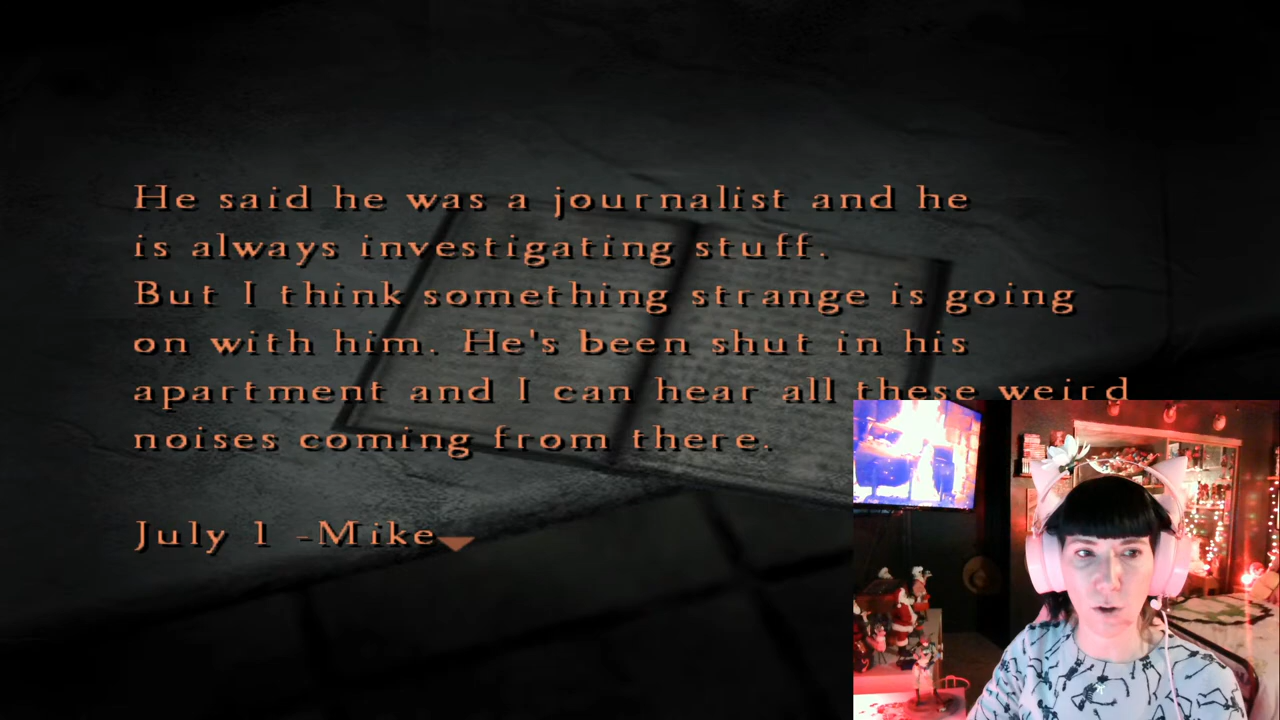 He said he was a journalist and he
is always investigating stuff.
But I think something strange is going
on with him. He's been shut in his
apartment and I can hear all these weird
noises coming from there.
July 1 -Mike